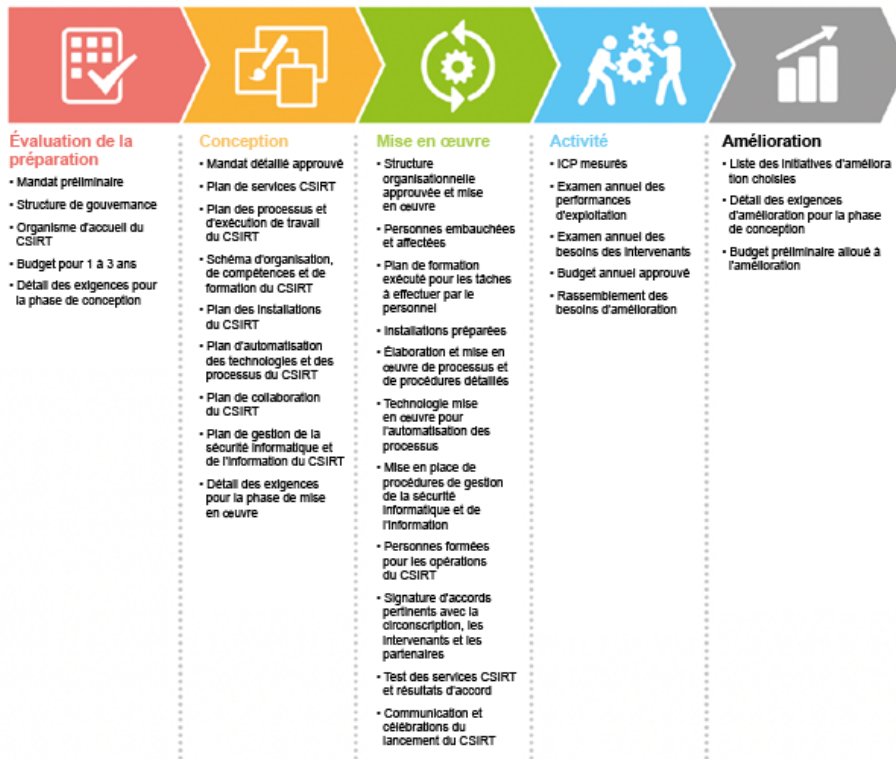 Évaluation de la
préparation
• Mandat préliminaire
• Structure de gouvernance
• Organisme d'accueil du
CSIRT
• Budget pour 1 à 3 ans
• Détail des exigences pour
la phase de conception
Conception
• Mandat détaillé approuvé
• Plan de services CSIRT
• Plan des processus et
d'exécution de travail
du CSIRT
• Schéma d'organisation,
de compétences et de
formation du CSIRT
• Plan des installations
du CSIRT
• Plan d'automatisation
des technologies et des
processus du CSIRT
• Plan de collaboration
du CSIRT
• Plan de gestion de la
sécurité informatique et
de l'information du CSIRT
• Détail des exigences
pour la phase de mise
en œuvre
Mise en œuvre
• Structure
organisationnelle
approuvée et mise
en œuvre
• Personnes embauchées
et affectées
• Plan de formation
exécuté pour les tâches
à effectuer par le
personnel
• Installations préparées
• Élaboration et mise en
œuvre de processus et
de procédures détaillés
• Technologie mise
en œuvre pour
l'automatisation des
processus
• Mise en place de
procédures de gestion
de la sécurité
informatique et de
l'information
• Personnes formées
pour les opérations
du CSIRT
• Signature d'accords
pertinents avec la
circonscription, les
intervenants et les
partenaires
• Test des services CSIRT
et résultats d'accord
• Communication et
célébrations du
lancement du CSIRT
Activité
• ICP mesurés
• Examen annuel des
performances
d'exploitation
• Examen annuel des
besoins des intervenants
• Budget annuel approuvé
• Rassemblement des
besoins d'amélioration
Amélioration
• Liste des initiatives d'améliora
tion choisies
• Détail des exigences
d'amélioration pour la phase
de conception
• Budget préliminaire alloué à
l'amélioration